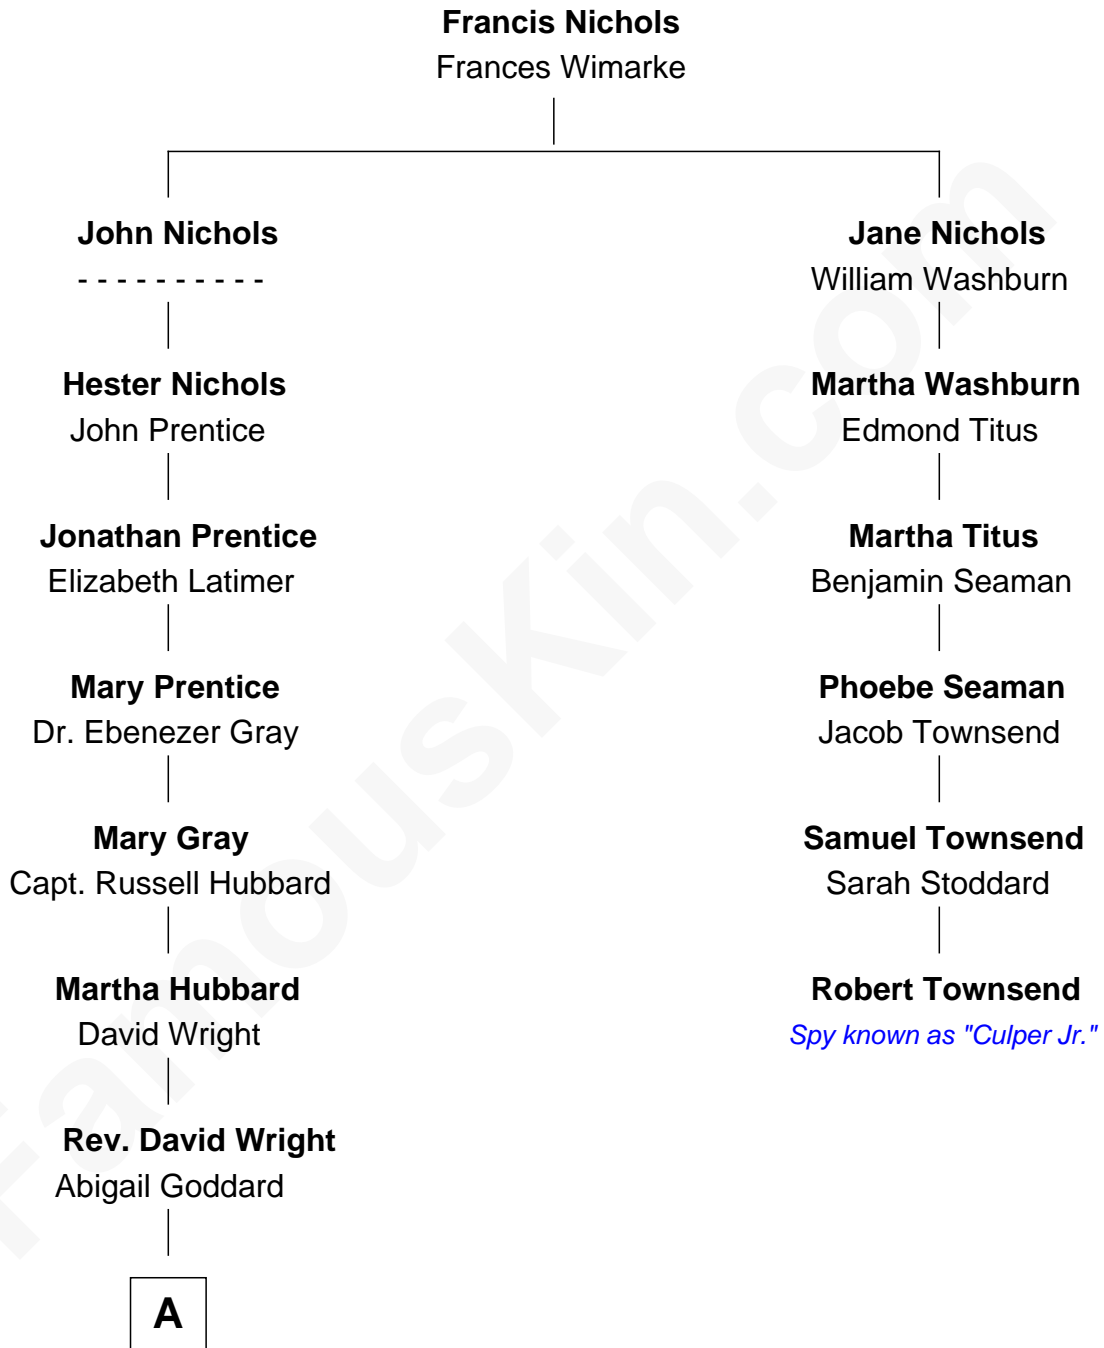 Francis Nichols
Frances Wimarke
John Nichols
- - - - - - - - - -
Hester Nichols
John Prentice
Jonathan Prentice
Elizabeth Latimer
Mary Prentice
Dr. Ebenezer Gray
Mary Gray
Capt. Russell Hubbard
Martha Hubbard
David Wright
Rev. David Wright
Abigail Goddard
A
Jane Nichols
William Washburn
Martha Washburn
Edmond Titus
Martha Titus
Benjamin Seaman
Phoebe Seaman
Jacob Townsend
Samuel Townsend
Sarah Stoddard
Robert Townsend
Spy known as "Culper Jr."
FamousKin.com